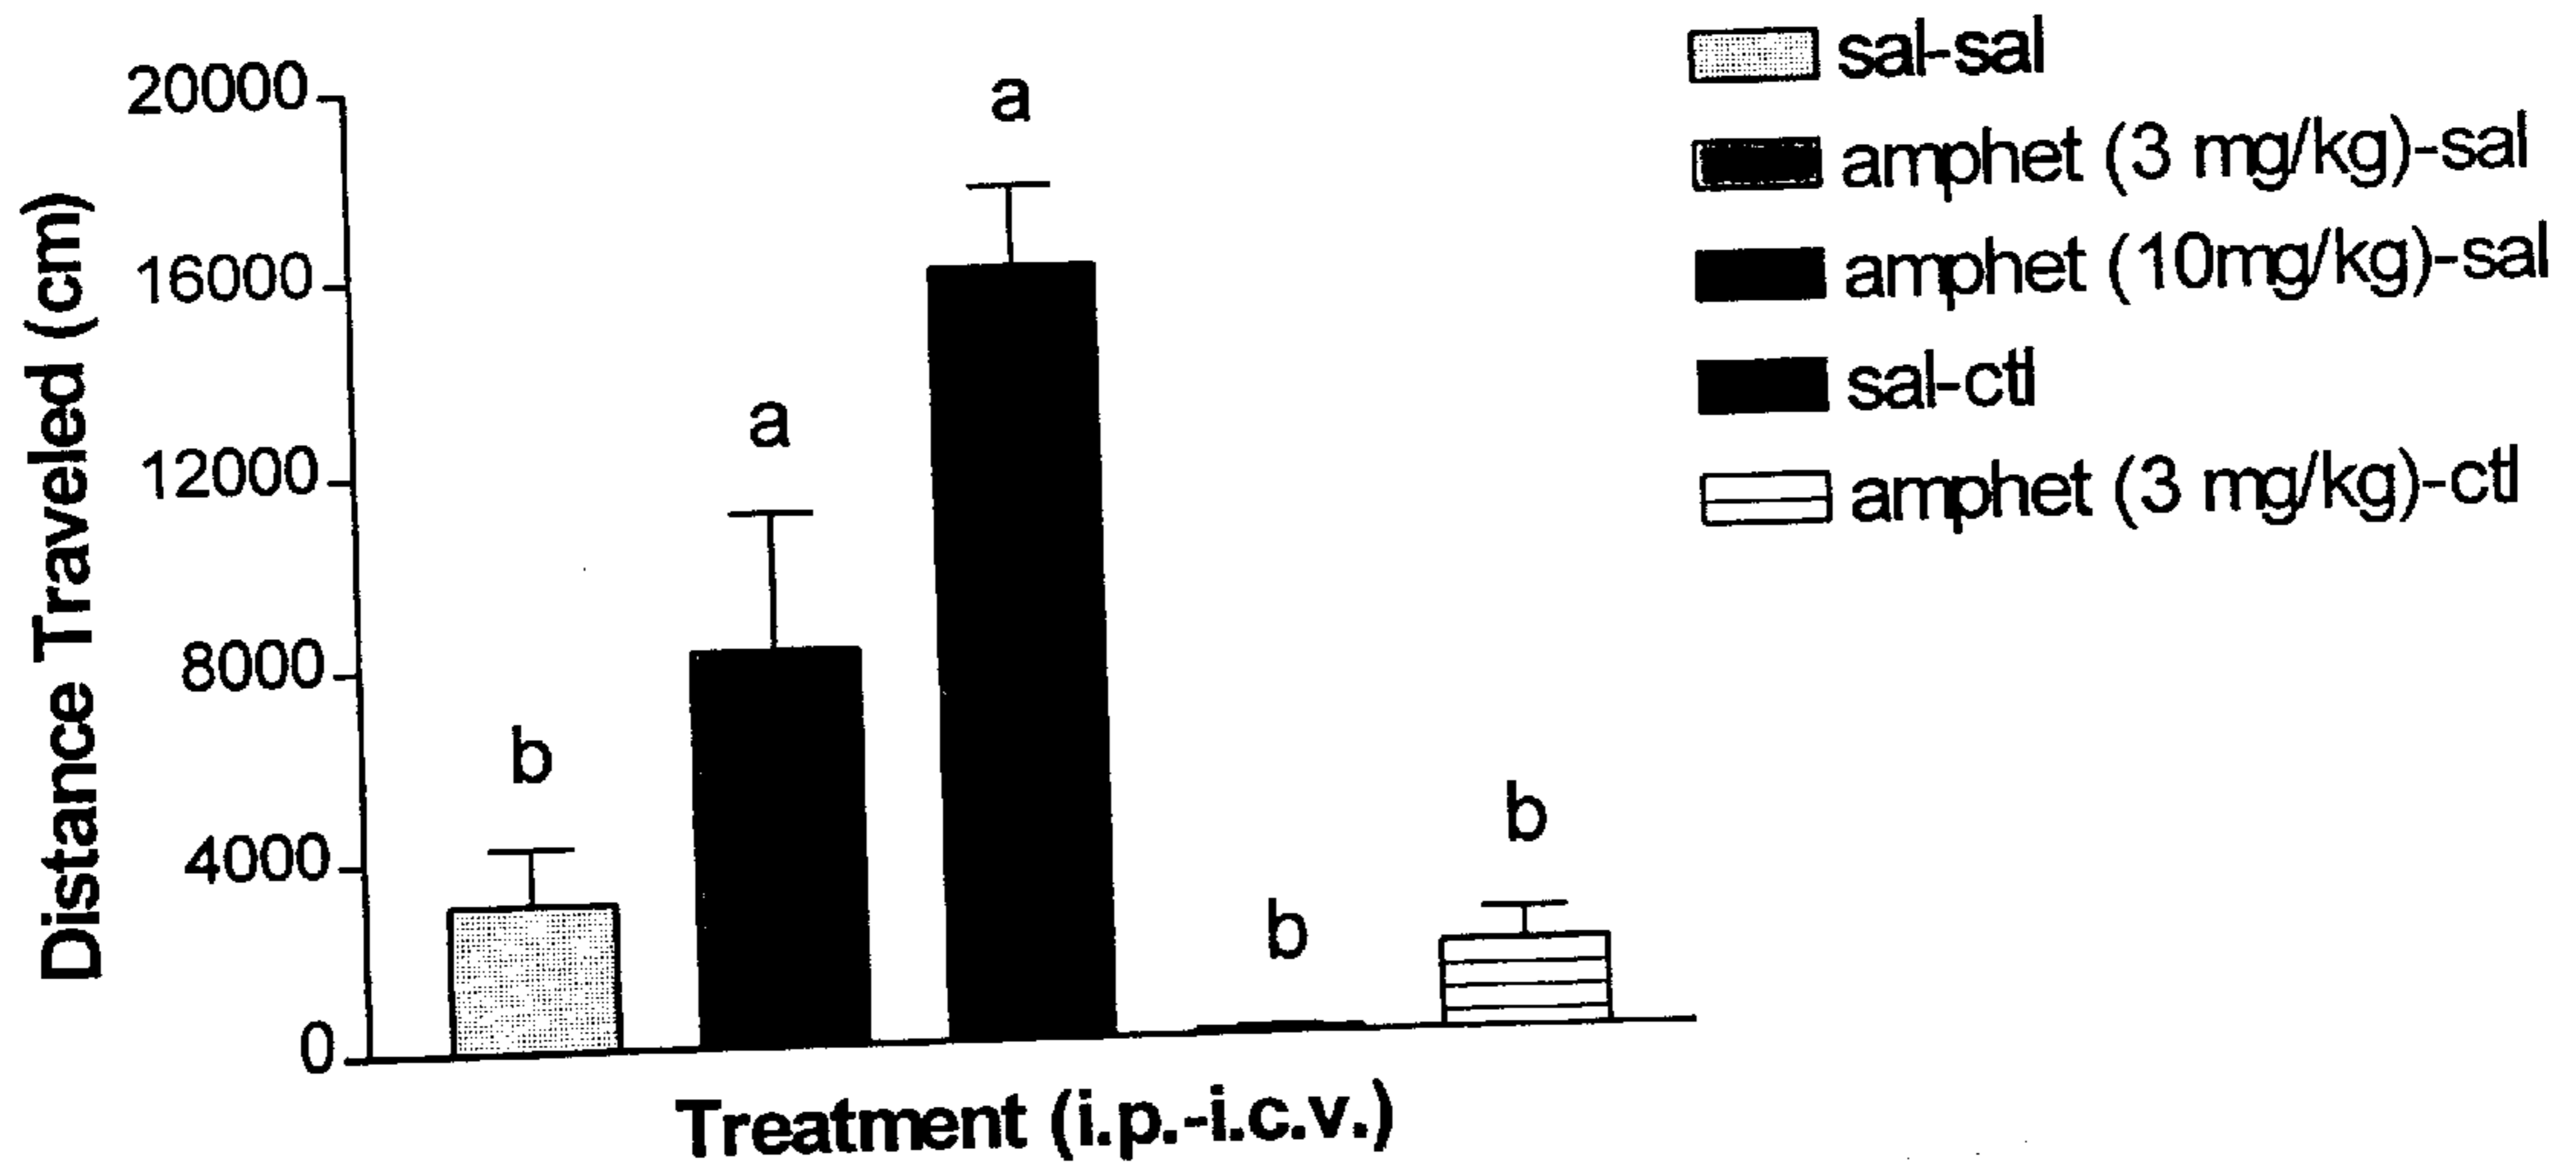 sal-sal
amphet (3 mg/kg)-sal
amphet (10mg/kg)-sal
sal-ctl
amphet (3 mg/kg)-ctl
Distance Traveled (cm)
20000
16000
12000
8000
4000
0
b
a
a
b
b
Treatment (i.p.-i.c.v.)